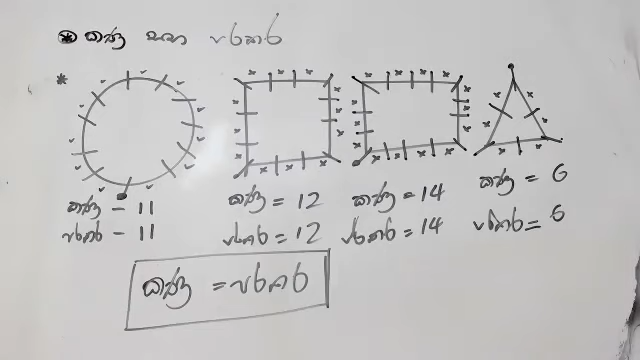 කණු සහ පරතර
කණු - 11
පරතර - 11
කණු = 12
පරතර = 12
කණු = 14
පරතර = 14
කණු = 6
පරතර = 6
කණු = පරතර